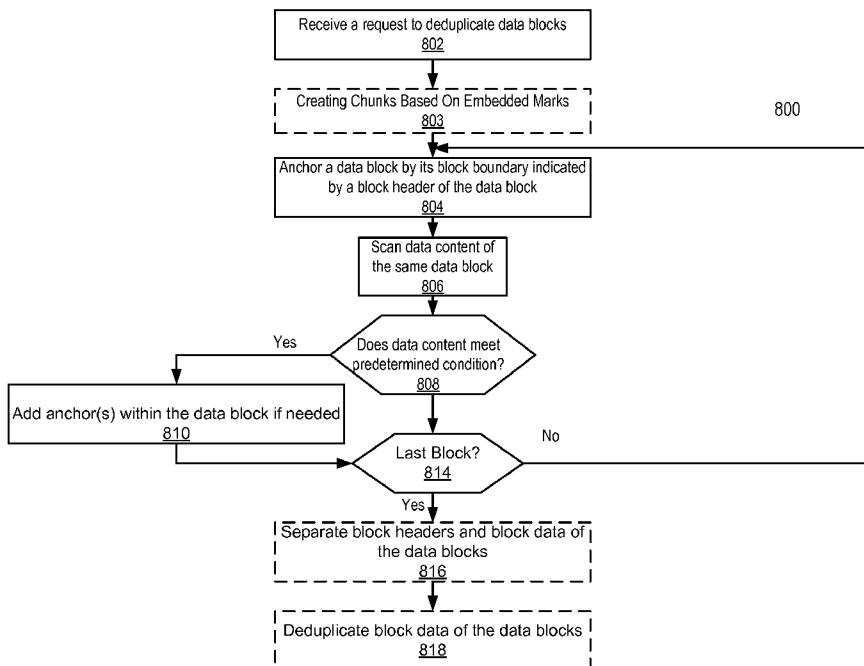 Receive a request to deduplicate data blocks
802
Creating Chunks Based On Embedded Marks
803
800
Anchor a data block by its block boundary indicated
by a block header of the data block
804
Scan data content of
the same data block
806
Yes
Does data content meet
predetermined condition?
808
Add anchor(s) within the data block if needed
810
No
Last Block?
814
Yes
Separate block headers and block data of
the data blocks
816
Deduplicate block data of the data blocks
818